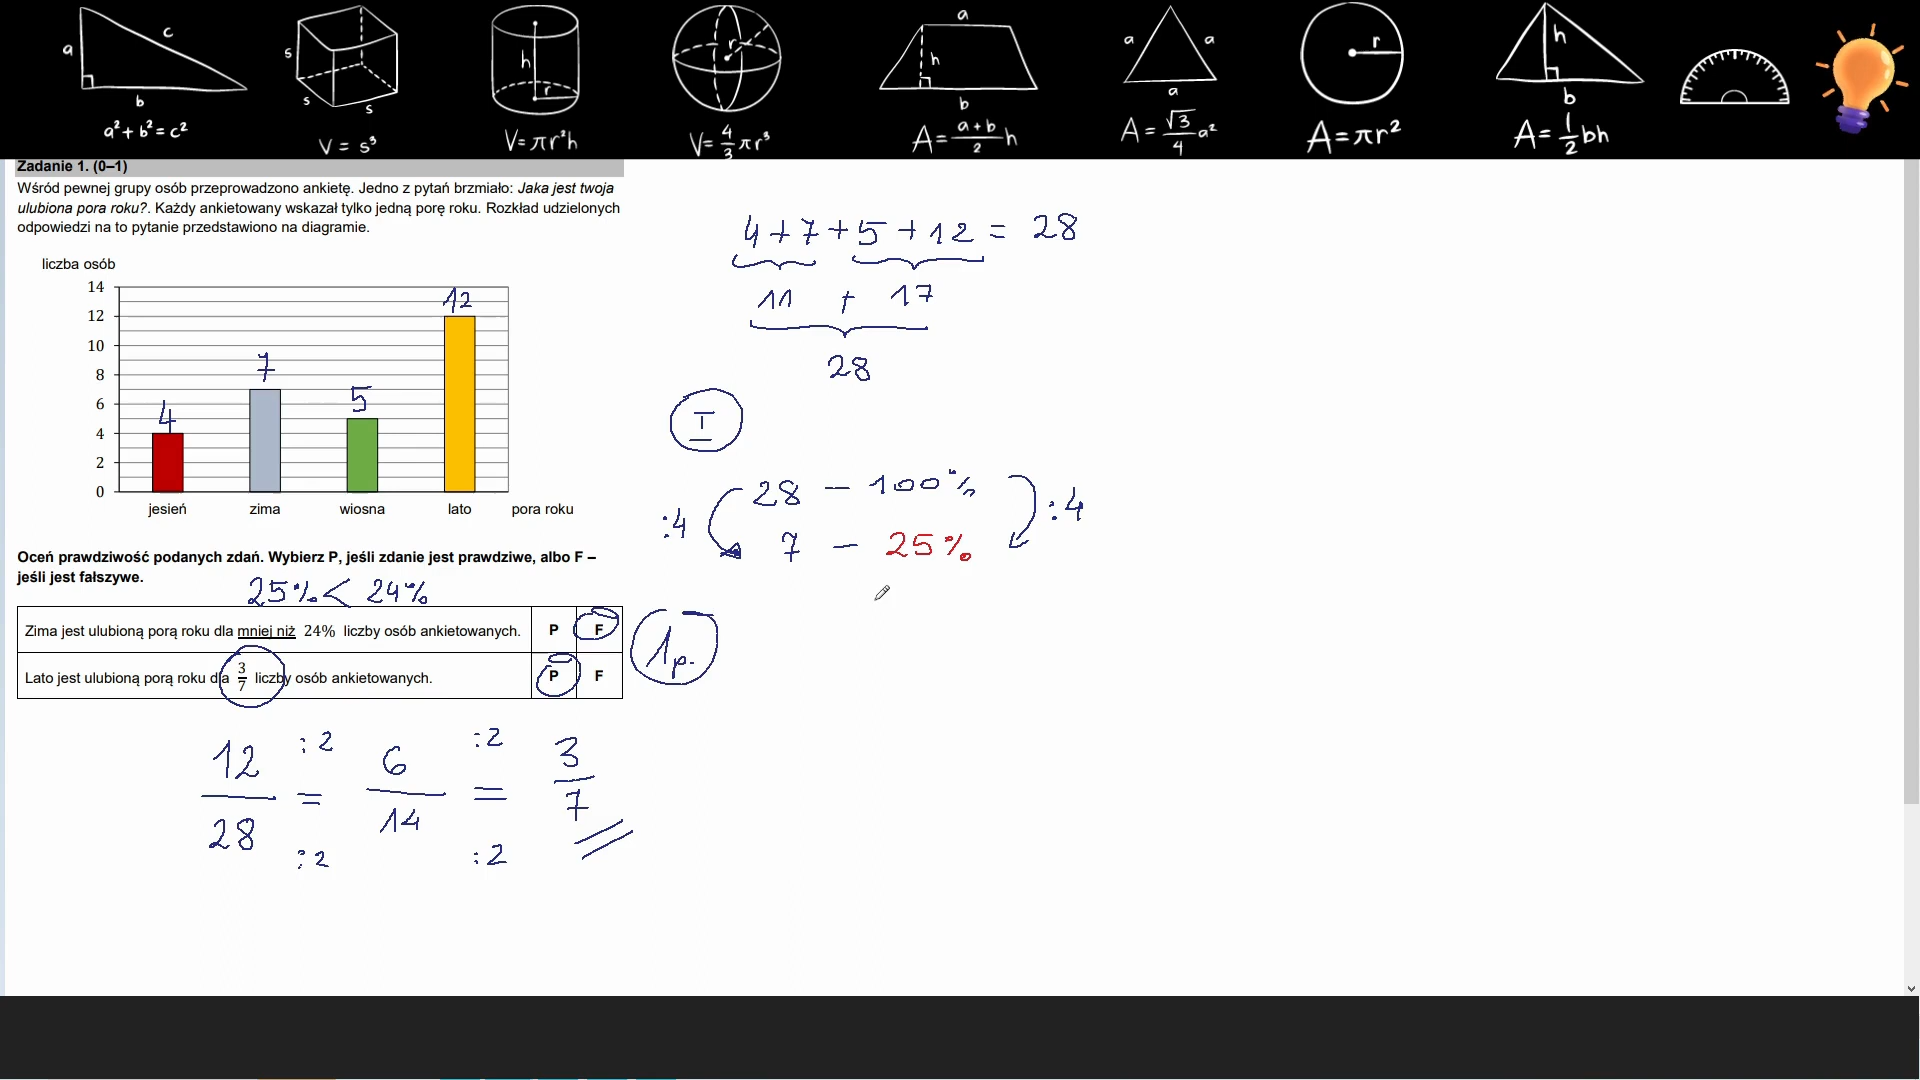 a c b a² + b² = c²
s s s V = s³
h r V = πr²h
r V = 4/3 πr³
a h b A = (a + b)/2 h
a a a A = √3/4 a²
r A = πr²
h b A = 1/2 bh
Zadanie 1. (0–1)
Wśród pewnej grupy osób przeprowadzono ankietę. Jedno z pytań brzmiało: Jaka jest twoja
ulubiona pora roku?. Każdy ankietowany wskazał tylko jedną porę roku. Rozkład udzielonych
odpowiedzi na to pytanie przedstawiono na diagramie.
liczba osób
14
12
10
8
6
4
2
0
4 7 5 12
jesień zima wiosna lato pora roku
Oceń prawdziwość podanych zdań. Wybierz P, jeśli zdanie jest prawdziwe, albo F –
jeśli jest fałszywe.
25% < 24%
Zima jest ulubioną porą roku dla mniej niż 24% liczby osób ankietowanych. P F
Lato jest ulubioną porą roku dla 3/7 liczby osób ankietowanych. P F
1 p.
12/28 = 6/14 = 3/7
:2 :2
:2 :2
4 + 7 + 5 + 12 = 28
11 + 17
28
I
28 – 100%
7 – 25%
:4 :4